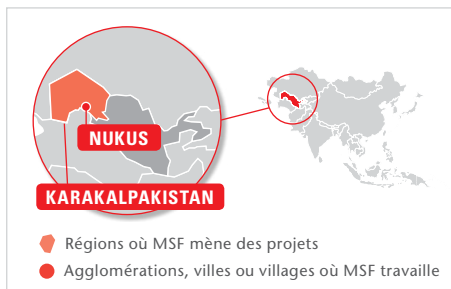 NUKUS
KARAKALPAKISTAN
Régions où MSF mène des projets
Agglomérations, villes ou villages où MSF travaille